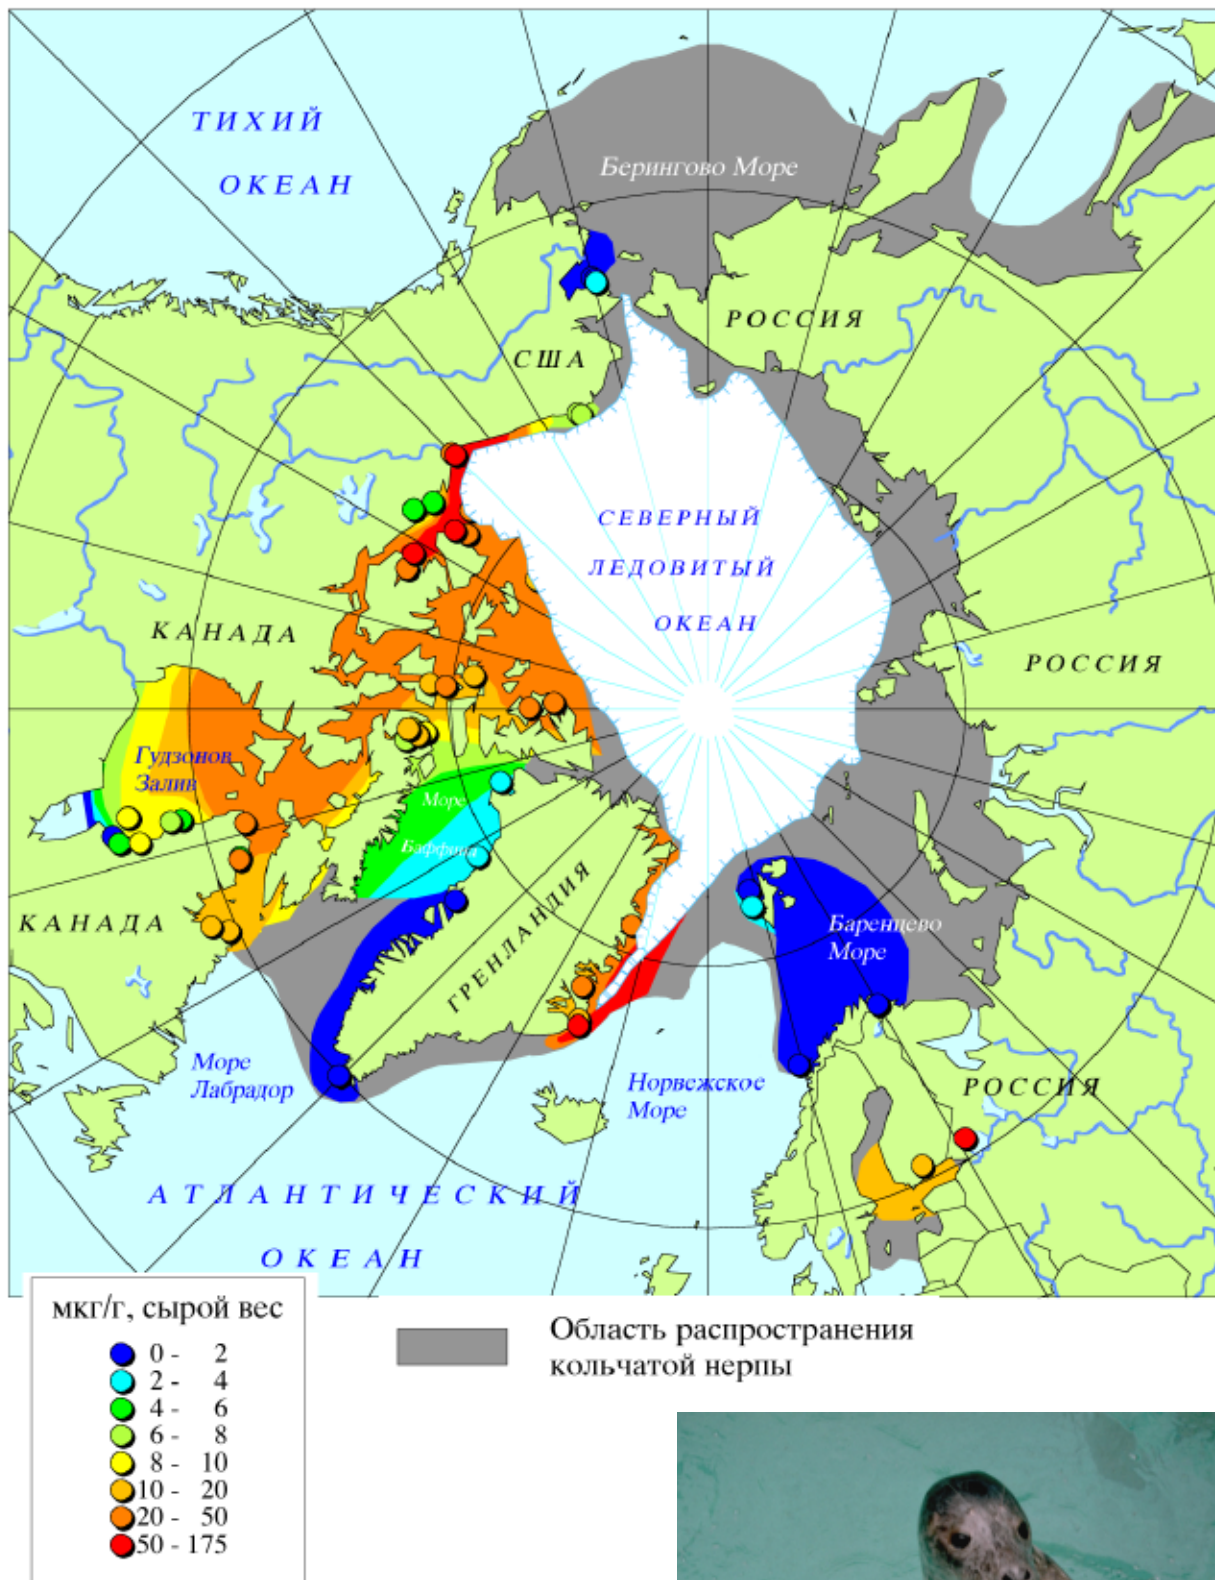 ТИХИЙ
ОКЕАН
Берингово Море
РОССИЯ
США
СЕВЕРНЫЙ
ЛЕДОВИТЫЙ
ОКЕАН
КАНАДА
РОССИЯ
Гудзонов
Залив
Море
Баффина
КАНАДА
ГРЕНЛАНДИЯ
Баренцево
Море
Море
Лабрадор
Норвежское
Море
РОССИЯ
АТЛАНТИЧЕСКИЙ
ОКЕАН
мкг/г, сырой вес
0 - 2
2 - 4
4 - 6
6 - 8
8 - 10
10 - 20
20 - 50
50 - 175
Область распространения
кольчатой нерпы